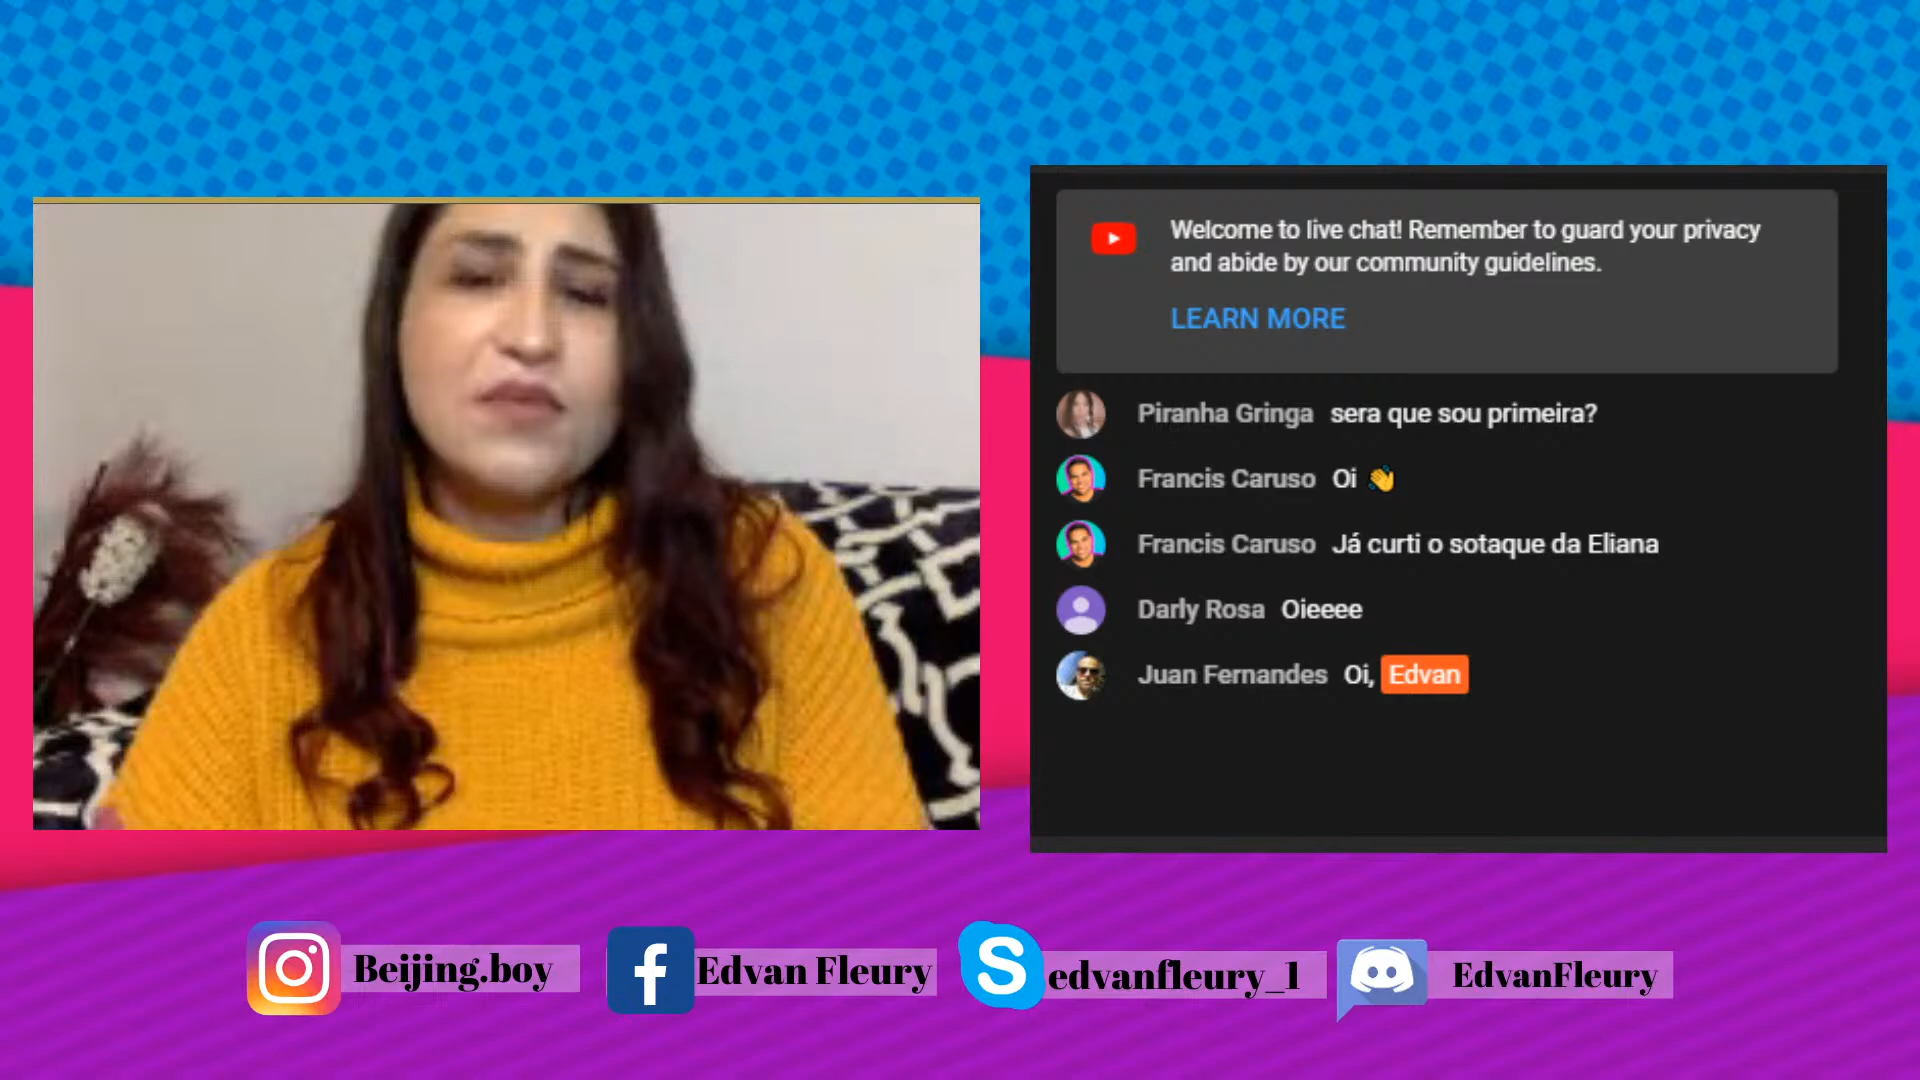 Welcome to live chat! Remember to guard your privacy
and abide by our community guidelines.
LEARN MORE
Piranha Gringa sera que sou primeira?
Francis Caruso Oi 👋
Francis Caruso Já curti o sotaque da Eliana
Darly Rosa Oieeee
Juan Fernandes Oi, Edvan
Beijing.boy
Edvan Fleury
edvanfleury_1
EdvanFleury